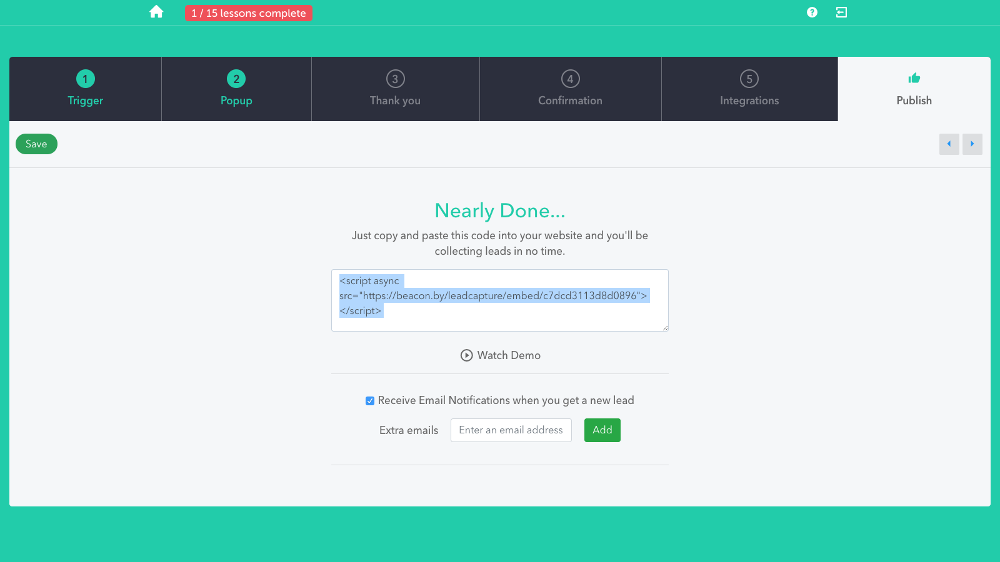 1 / 15 lessons complete
?
1
2
3
4
5
Trigger
Popup
Thank you
Confirmation
Integrations
Publish
Save
Nearly Done...
Just copy and paste this code into your website and you'll be
collecting leads in no time.
<script async
src="https://beacon.by/leadcapture/embed/c7dcd3113d8d0896">
</script>
Watch Demo
Receive Email Notifications when you get a new lead
Extra emails
Enter an email address
Add